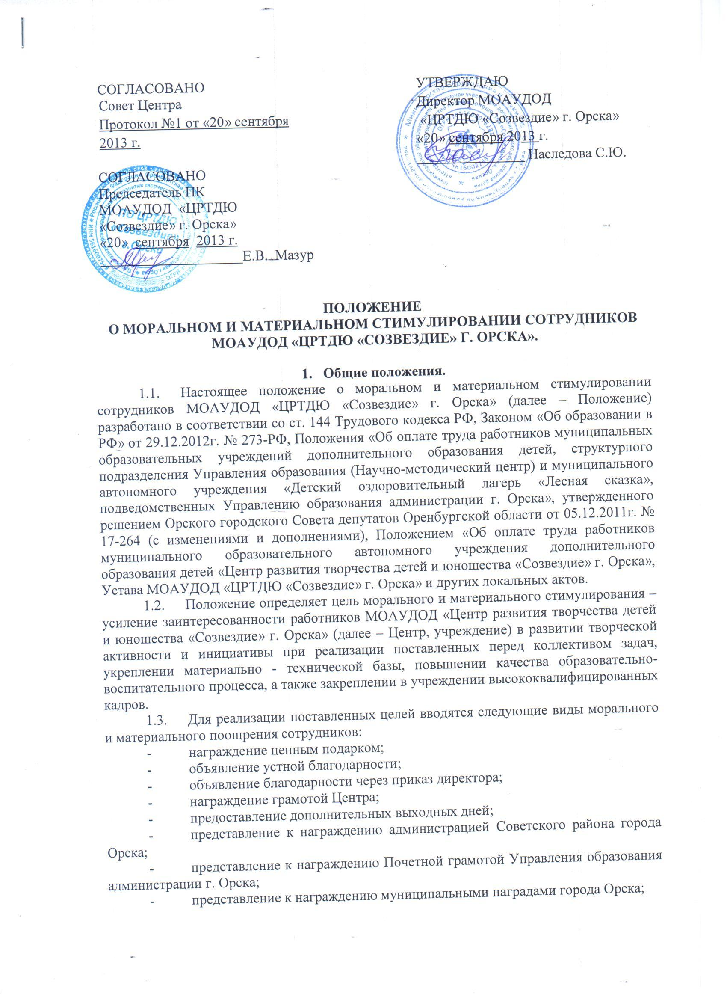 СОГЛАСОВАНО
Совет Центра
Протокол №1 от «20» сентября
2013 г.
УТВЕРЖДАЮ
Директор МОАУДОД
«ЦРТДЮ «Созвездие» г. Орска»
«20» сентября 2013 г.
Наследова С.Ю.
СОГЛАСОВАНО
Председатель ПК
МОАУДОД «ЦРТДЮ
«Созвездие» г. Орска»
«20» сентября 2013 г.
Е.В. Мазур
ПО ЦРТДЮ
«Созвездие»
г. Орска
ПОЛОЖЕНИЕ
О МОРАЛЬНОМ И МАТЕРИАЛЬНОМ СТИМУЛИРОВАНИИ СОТРУДНИКОВ
МОАУДОД «ЦРТДЮ «СОЗВЕЗДИЕ» Г. ОРСКА».
1. Общие положения.
1.1. Настоящее положение о моральном и материальном стимулировании
сотрудников МОАУДОД «ЦРТДЮ «Созвездие» г. Орска» (далее – Положение)
разработано в соответствии со ст. 144 Трудового кодекса РФ, Законом «Об образовании в
РФ» от 29.12.2012г. № 273-РФ, Положения «Об оплате труда работников муниципальных
образовательных учреждений дополнительного образования детей, структурного
подразделения Управления образования (Научно-методический центр) и муниципального
автономного учреждения «Детский оздоровительный лагерь «Лесная сказка»,
подведомственных Управлению образования администрации г. Орска», утвержденного
решением Орского городского Совета депутатов Оренбургской области от 05.12.2011г. №
17-264 (с изменениями и дополнениями), Положением «Об оплате труда работников
муниципального образовательного автономного учреждения дополнительного
образования детей «Центр развития творчества детей и юношества «Созвездие» г. Орска»,
Устава МОАУДОД «ЦРТДЮ «Созвездие» г. Орска» и других локальных актов.
1.2. Положение определяет цель морального и материального стимулирования –
усиление заинтересованности работников МОАУДОД «Центр развития творчества детей
и юношества «Созвездие» г. Орска» (далее – Центр, учреждение) в развитии творческой
активности и инициативы при реализации поставленных перед коллективом задач,
укреплении материально - технической базы, повышении качества образовательно-
воспитательного процесса, а также закреплении в учреждении высококвалифицированных
кадров.
1.3. Для реализации поставленных целей вводятся следующие виды морального
и материального поощрения сотрудников:
- награждение ценным подарком;
- объявление устной благодарности;
- объявление благодарности через приказ директора;
- награждение грамотой Центра;
- предоставление дополнительных выходных дней;
- представление к награждению администрацией Советского района города
Орска;
- представление к награждению Почетной грамотой Управления образования
администрации г. Орска;
- представление к награждению муниципальными наградами города Орска;